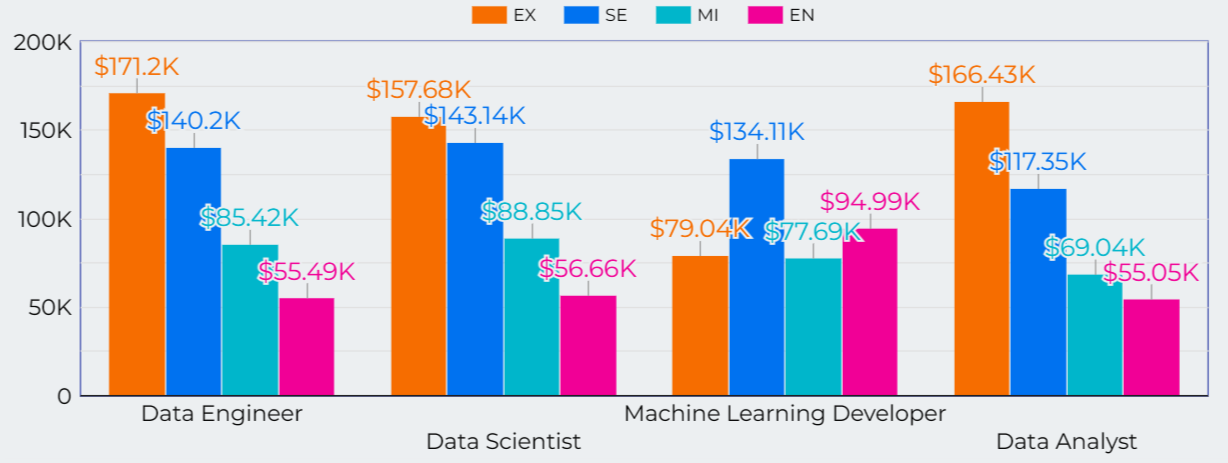 EX SE MI EN
200K
150K
100K
50K
0
$171.2K
$140.2K
$85.42K
$55.49K
$157.68K
$143.14K
$88.85K
$56.66K
$79.04K
$134.11K
$77.69K
$94.99K
$166.43K
$117.35K
$69.04K
$55.05K
Data Engineer
Data Scientist
Machine Learning Developer
Data Analyst